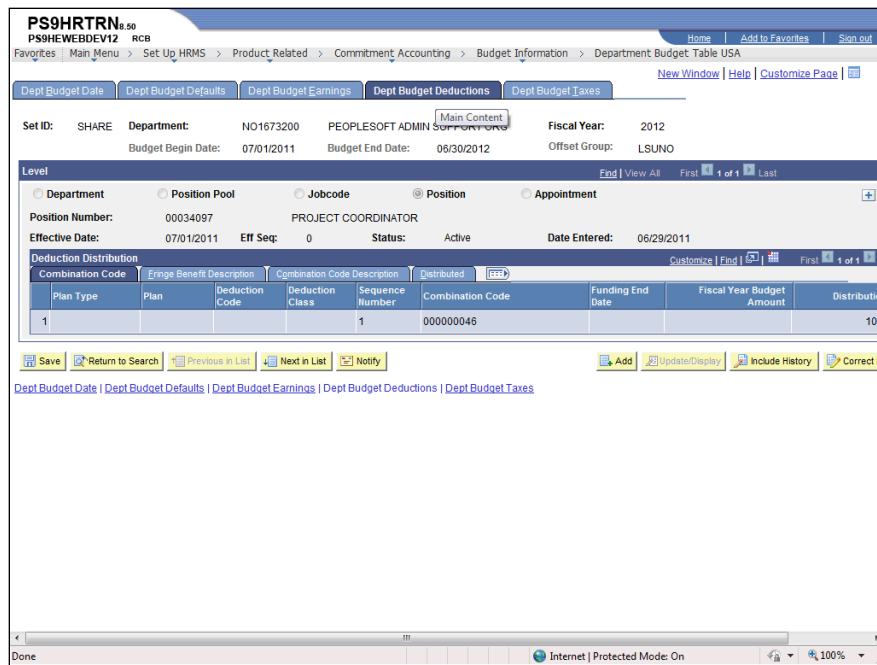 PS9HRTRN8.50
PS9HEWEBDEV12 RCB
Home | Add to Favorites | Sign out
Favorites Main Menu > Set Up HRMS > Product Related > Commitment Accounting > Budget Information > Department Budget Table USA
New Window | Help | Customize Page |
Dept Budget Date Dept Budget Defaults Dept Budget Earnings Dept Budget Deductions Dept Budget Taxes
Main Content
Set ID: SHARE Department: NO1673200 PEOPLESOFT ADMIN SUPPORT ORG Fiscal Year: 2012
Budget Begin Date: 07/01/2011 Budget End Date: 06/30/2012 Offset Group: LSUNO
Level Find | View All First 1 of 1 Last
Department Position Pool Jobcode Position Appointment
Position Number: 00034097 PROJECT COORDINATOR
Effective Date: 07/01/2011 Eff Seq: 0 Status: Active Date Entered: 06/29/2011
Deduction Distribution Customize | Find | | First 1 of 1
Combination Code Fringe Benefit Description Combination Code Description Distributed
Plan Type Plan Deduction Code Deduction Class Sequence Number Combination Code Funding End Date Fiscal Year Budget Amount Distributi
1 1 000000046 10
Save Return to Search Previous in List Next in List Notify Add Update/Display Include History Correct
Dept Budget Date | Dept Budget Defaults | Dept Budget Earnings | Dept Budget Deductions | Dept Budget Taxes
Done Internet | Protected Mode: On 100%